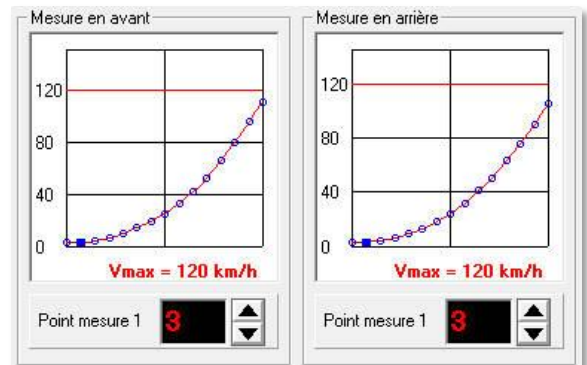 Mesure en avant
120
80
40
0
Vmax = 120 km/h
Point mesure 1 3
Mesure en arrière
120
80
40
0
Vmax = 120 km/h
Point mesure 1 3